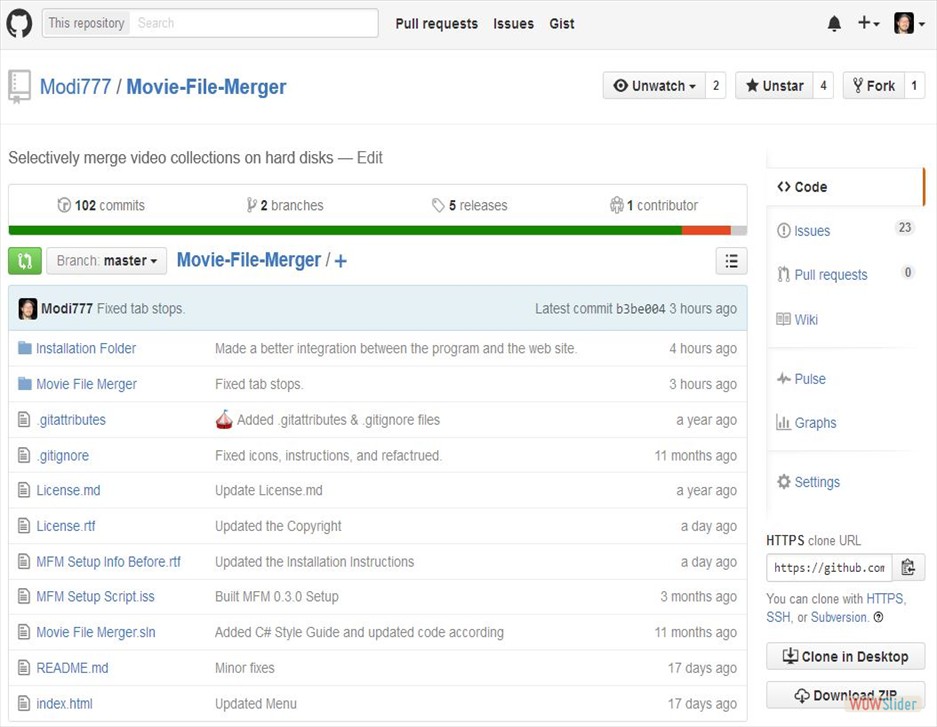 This repository Search Pull requests Issues Gist
Modi777 / Movie-File-Merger Unwatch 2 Unstar 4 Fork 1
Selectively merge video collections on hard disks — Edit
102 commits 2 branches 5 releases 1 contributor
Branch: master Movie-File-Merger / +
Modi777 Fixed tab stops. Latest commit b3be004 3 hours ago
Installation Folder Made a better integration between the program and the web site. 4 hours ago
Movie File Merger Fixed tab stops. 3 hours ago
.gitattributes Added .gitattributes & .gitignore files a year ago
.gitignore Fixed icons, instructions, and refactrued. 11 months ago
License.md Update License.md a year ago
License.rtf Updated the Copyright a day ago
MFM Setup Info Before.rtf Updated the Installation Instructions a day ago
MFM Setup Script.iss Built MFM 0.3.0 Setup 3 months ago
Movie File Merger.sln Added C# Style Guide and updated code according 11 months ago
README.md Minor fixes 17 days ago
index.html Updated Menu 17 days ago
Code
Issues 23
Pull requests 0
Wiki
Pulse
Graphs
Settings
HTTPS clone URL
https://github.com
You can clone with HTTPS,
SSH, or Subversion.
Clone in Desktop
Download ZIP
WOWSlider